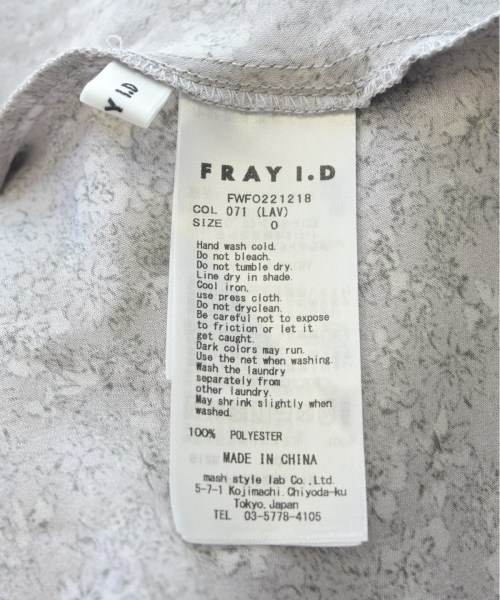 Y I.D
FRAY I.D
FWFO221218
COL 071 (LAV)
SIZE 0
Hand wash cold.
Do not bleach.
Do not tumble dry.
Line dry in shade.
Cool iron,
use press cloth.
Do not dryclean.
Be careful not to expose
to friction or let it
get caught.
Dark colors may run.
Use the net when washing.
Wash the laundry
separately from
other laundry.
May shrink slightly when
washed.
100% POLYESTER
MADE IN CHINA
mash style lab Co.,Ltd.
5-7-1 Kojimachi,Chiyoda-ku
Tokyo,Japan
TEL 03-5778-4105